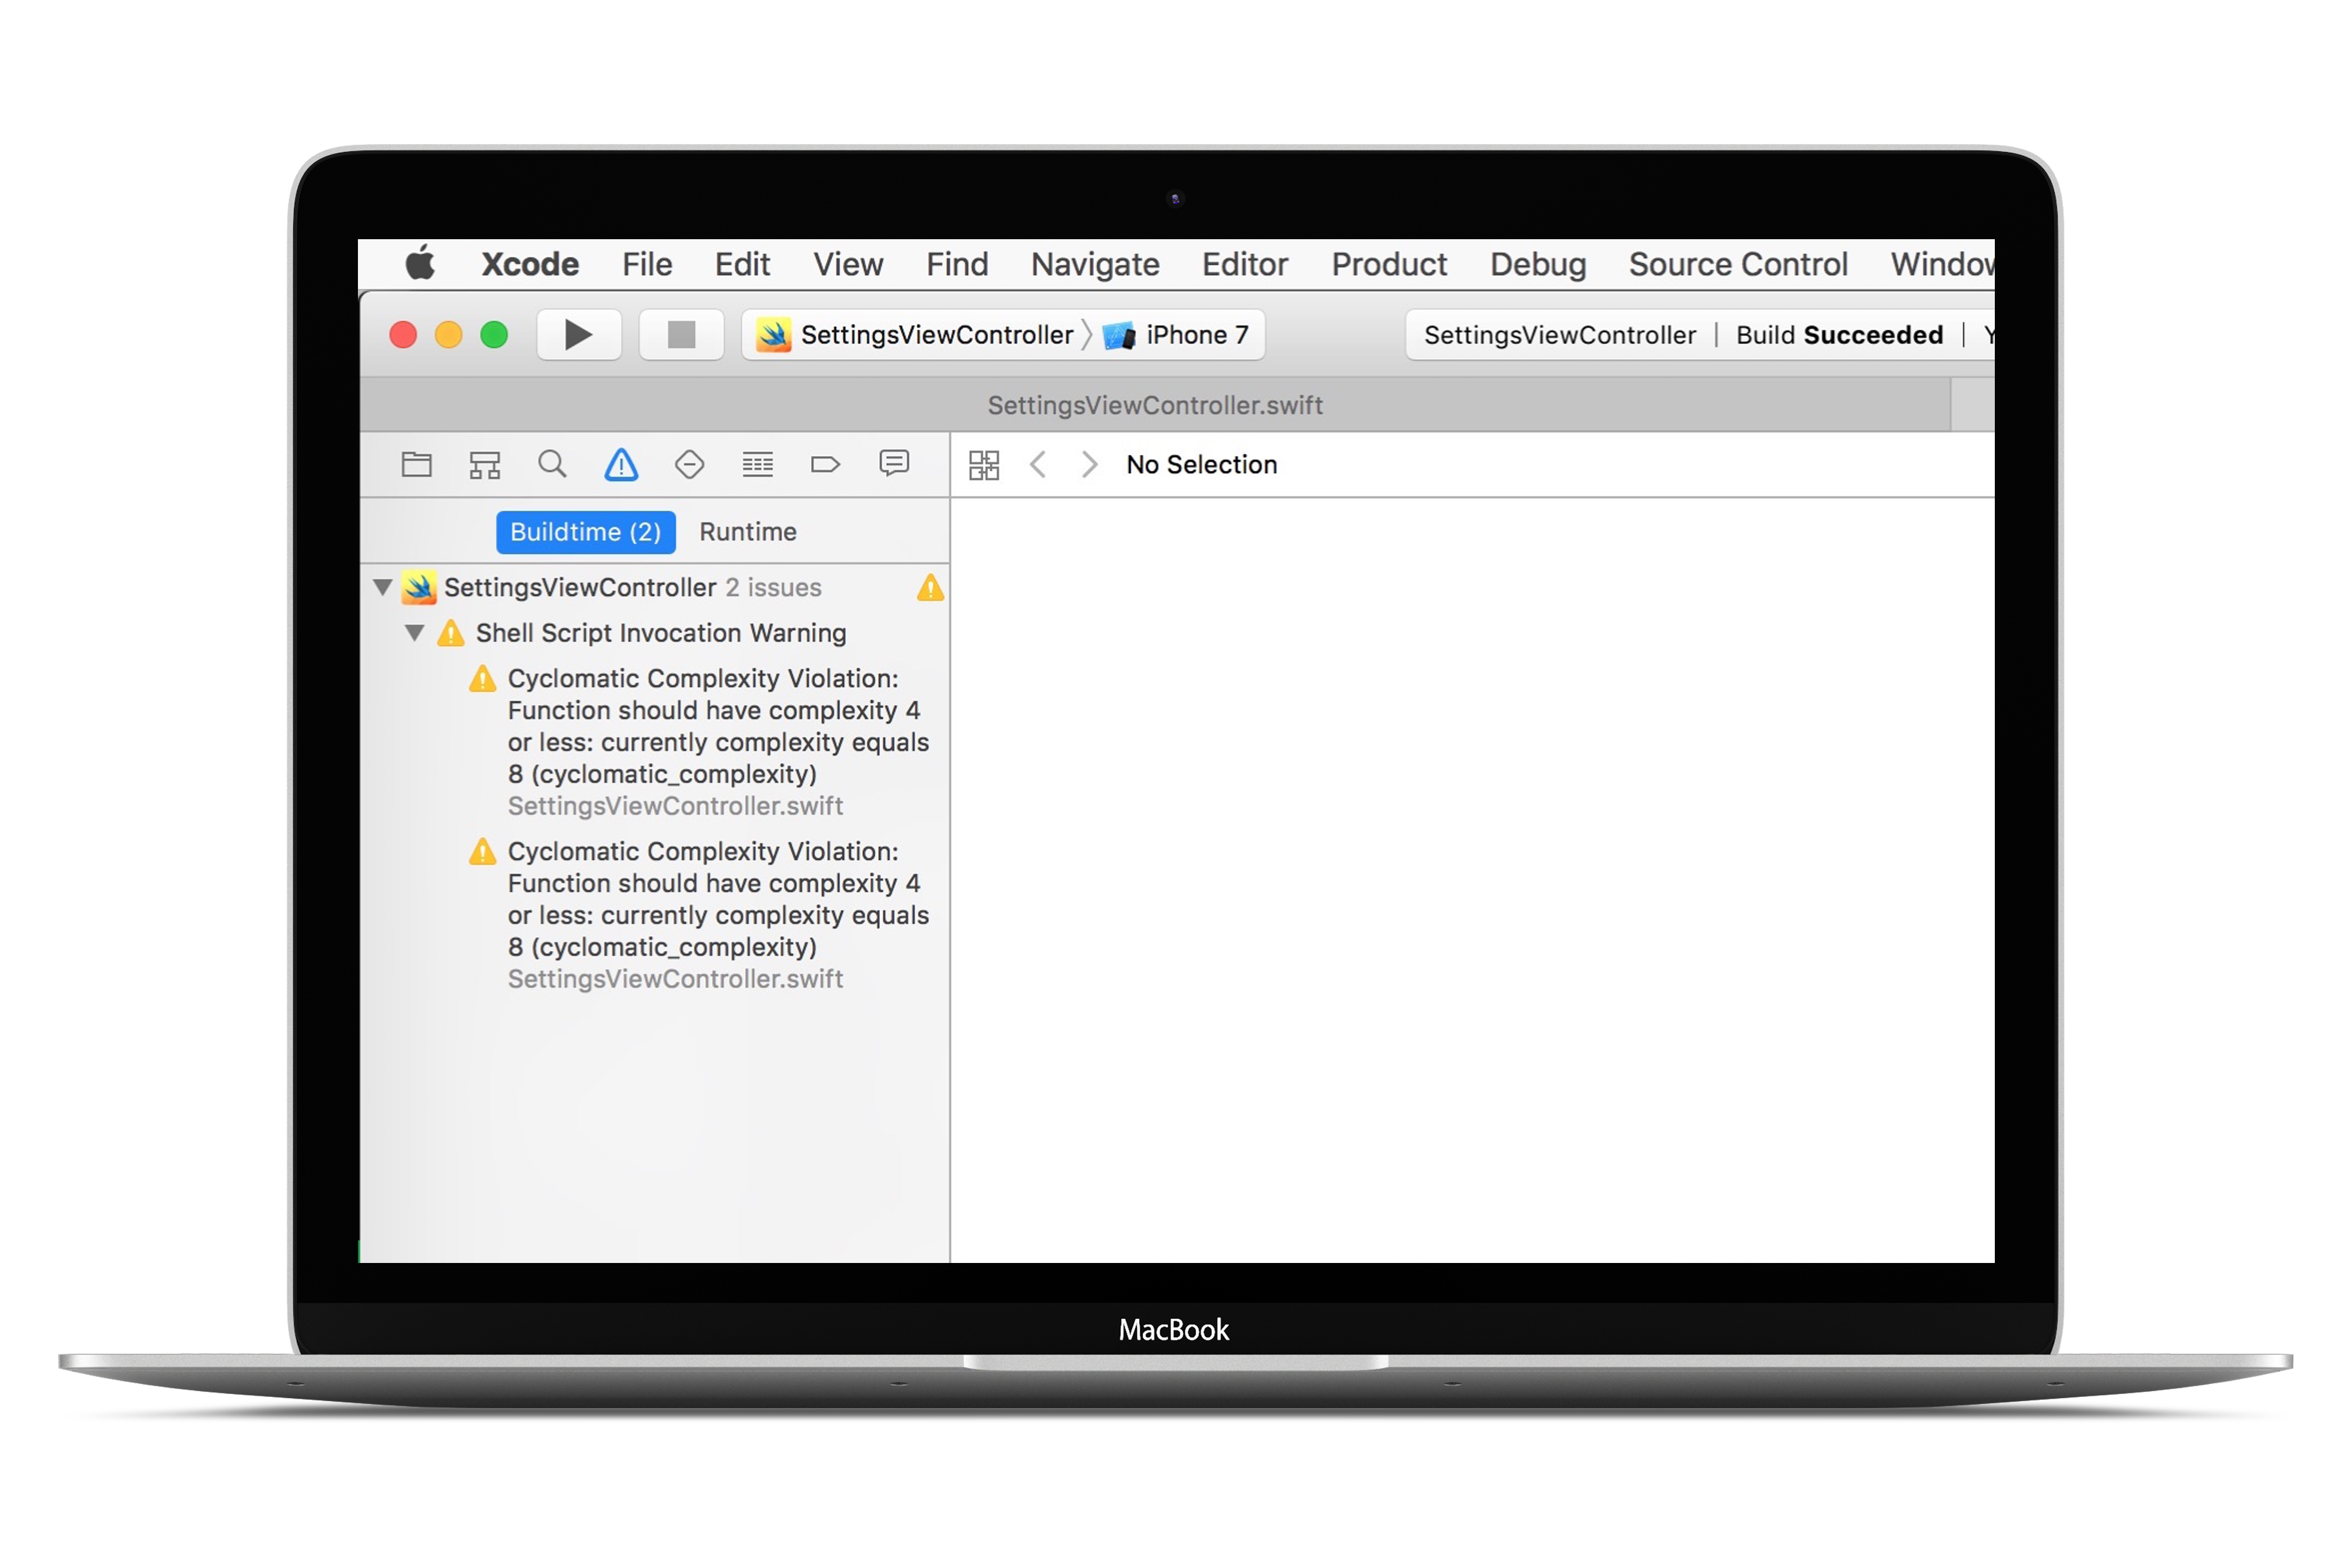 Xcode File Edit View Find Navigate Editor Product Debug Source Control Window
SettingsViewController iPhone 7 SettingsViewController | Build Succeeded | Y
SettingsViewController.swift
No Selection
Buildtime (2) Runtime
SettingsViewController 2 issues
Shell Script Invocation Warning
Cyclomatic Complexity Violation:
Function should have complexity 4
or less: currently complexity equals
8 (cyclomatic_complexity)
SettingsViewController.swift
Cyclomatic Complexity Violation:
Function should have complexity 4
or less: currently complexity equals
8 (cyclomatic_complexity)
SettingsViewController.swift
MacBook